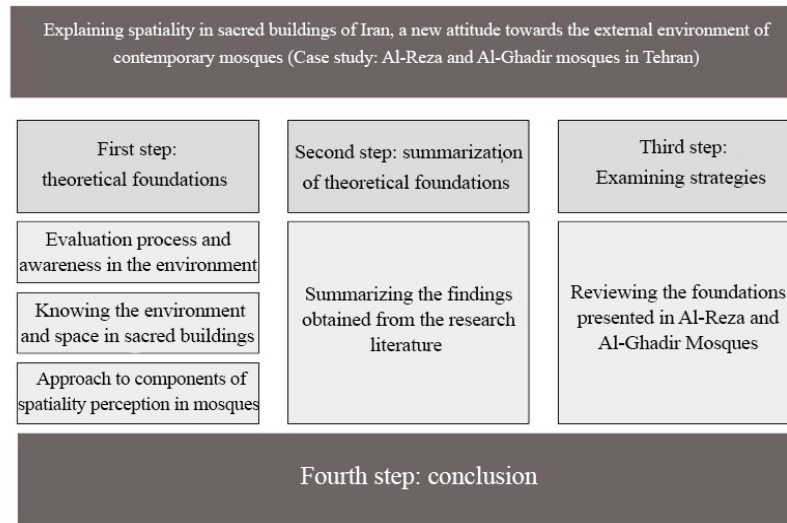 Explaining spatiality in sacred buildings of Iran, a new attitude towards the external environment of
contemporary mosques (Case study: Al-Reza and Al-Ghadir mosques in Tehran)
First step:
theoretical foundations
Evaluation process and
awareness in the environment
Knowing the environment
and space in sacred buildings
Approach to components of
spatiality perception in mosques
Second step: summarization
of theoretical foundations
Summarizing the findings
obtained from the research
literature
Third step:
Examining strategies
Reviewing the foundations
presented in Al-Reza and
Al-Ghadir Mosques
Fourth step: conclusion